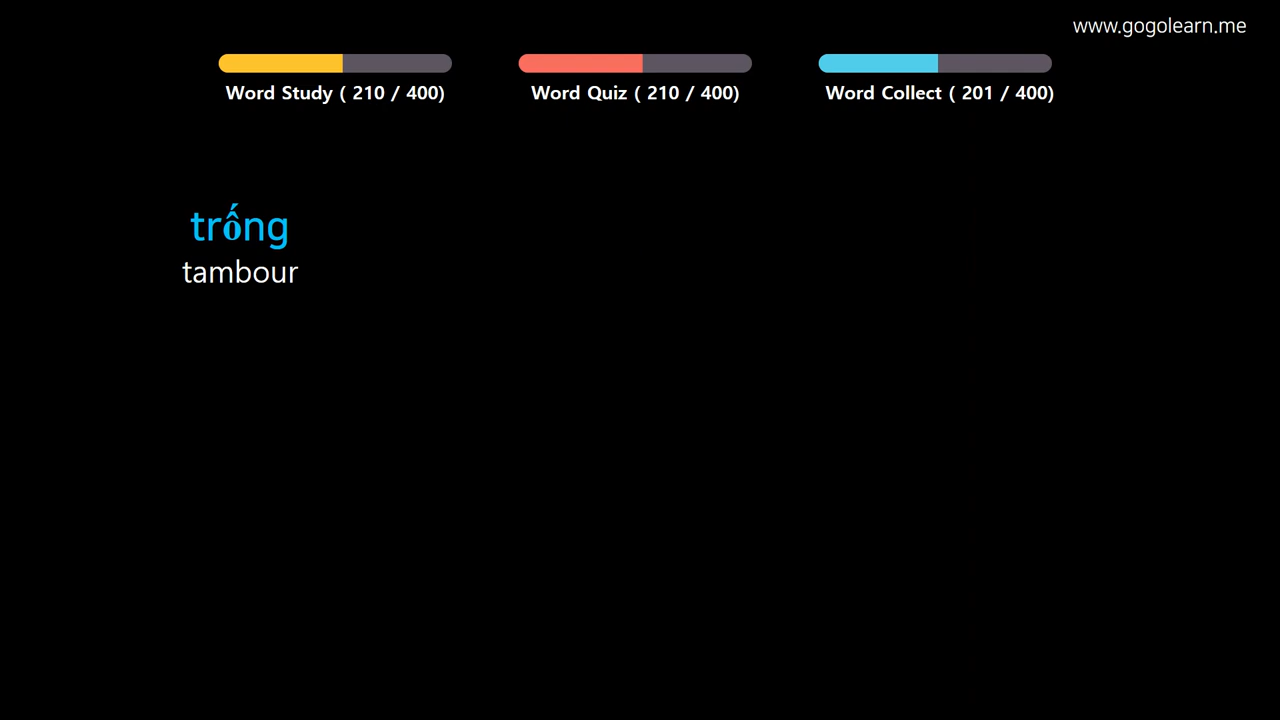 www.gogolearn.me
Word Study ( 210 / 400)
Word Quiz ( 210 / 400)
Word Collect ( 201 / 400)
trống
tambour